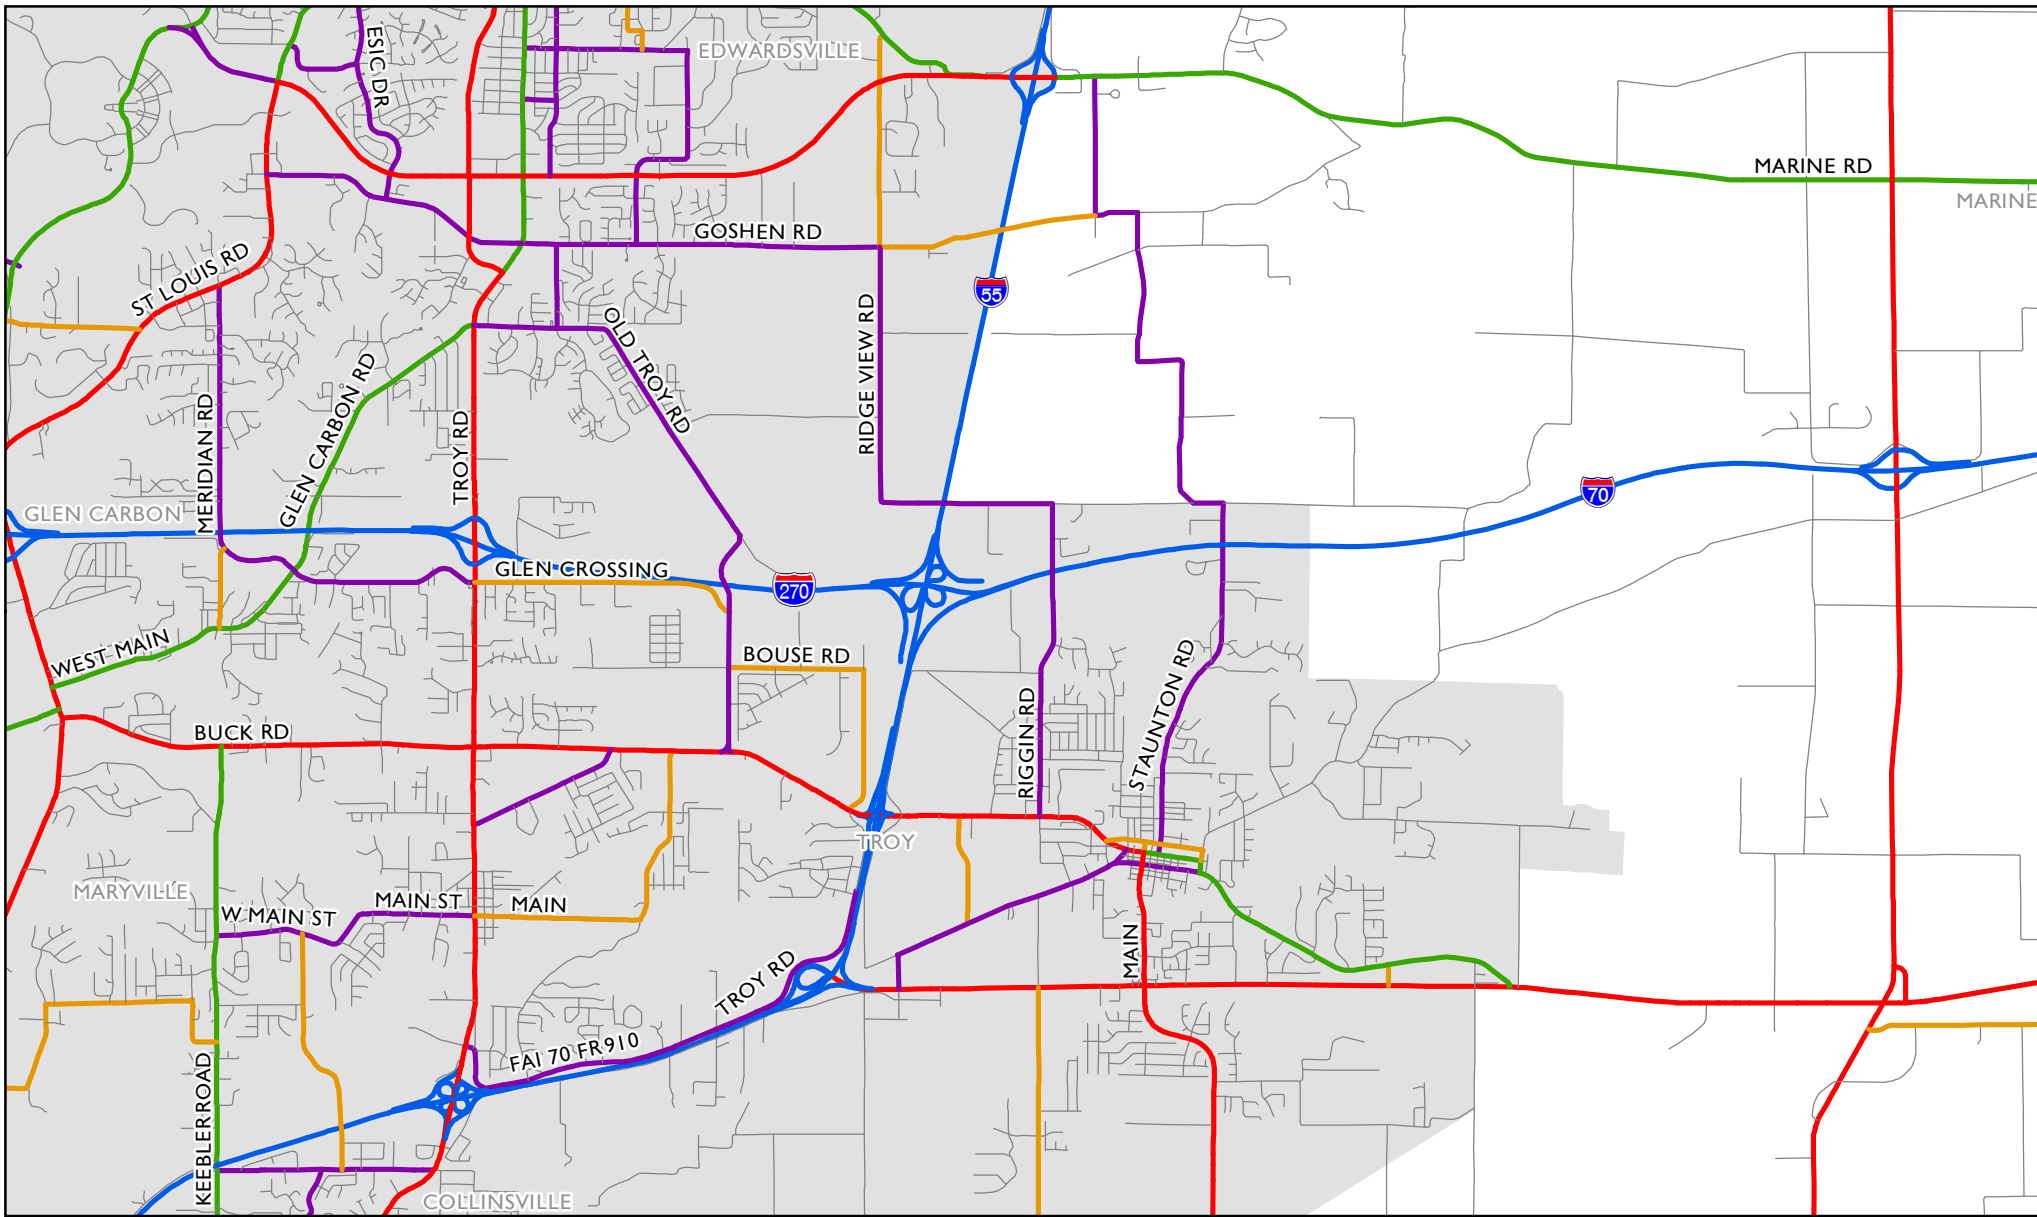 ESIC DR
EDWARDSVILLE
MARINE RD
MARINE
GOSHEN RD
ST LOUIS RD
55
RIDGE VIEW RD
OLD TROY RD
MERIDIAN RD
GLEN CARBON RD
TROY RD
70
GLEN CARBON
GLEN CROSSING
270
WEST MAIN
BOUSE RD
RIGGIN RD
STAUNTON RD
BUCK RD
TROY
MARYVILLE
W MAIN ST
MAIN ST
MAIN
MAIN
TROY RD
FAI 70 FR910
KEEBLER ROAD
COLLINSVILLE